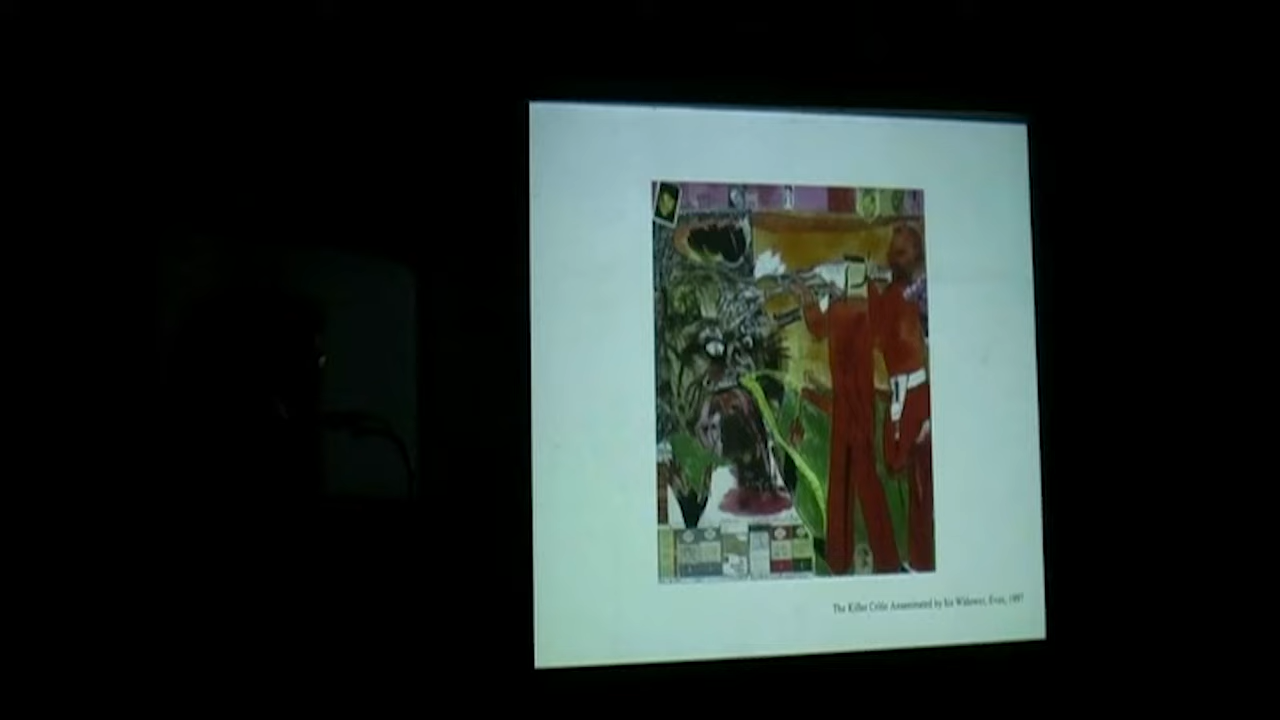 The Killer Critic Assassinated by his Widower, Even, 1997